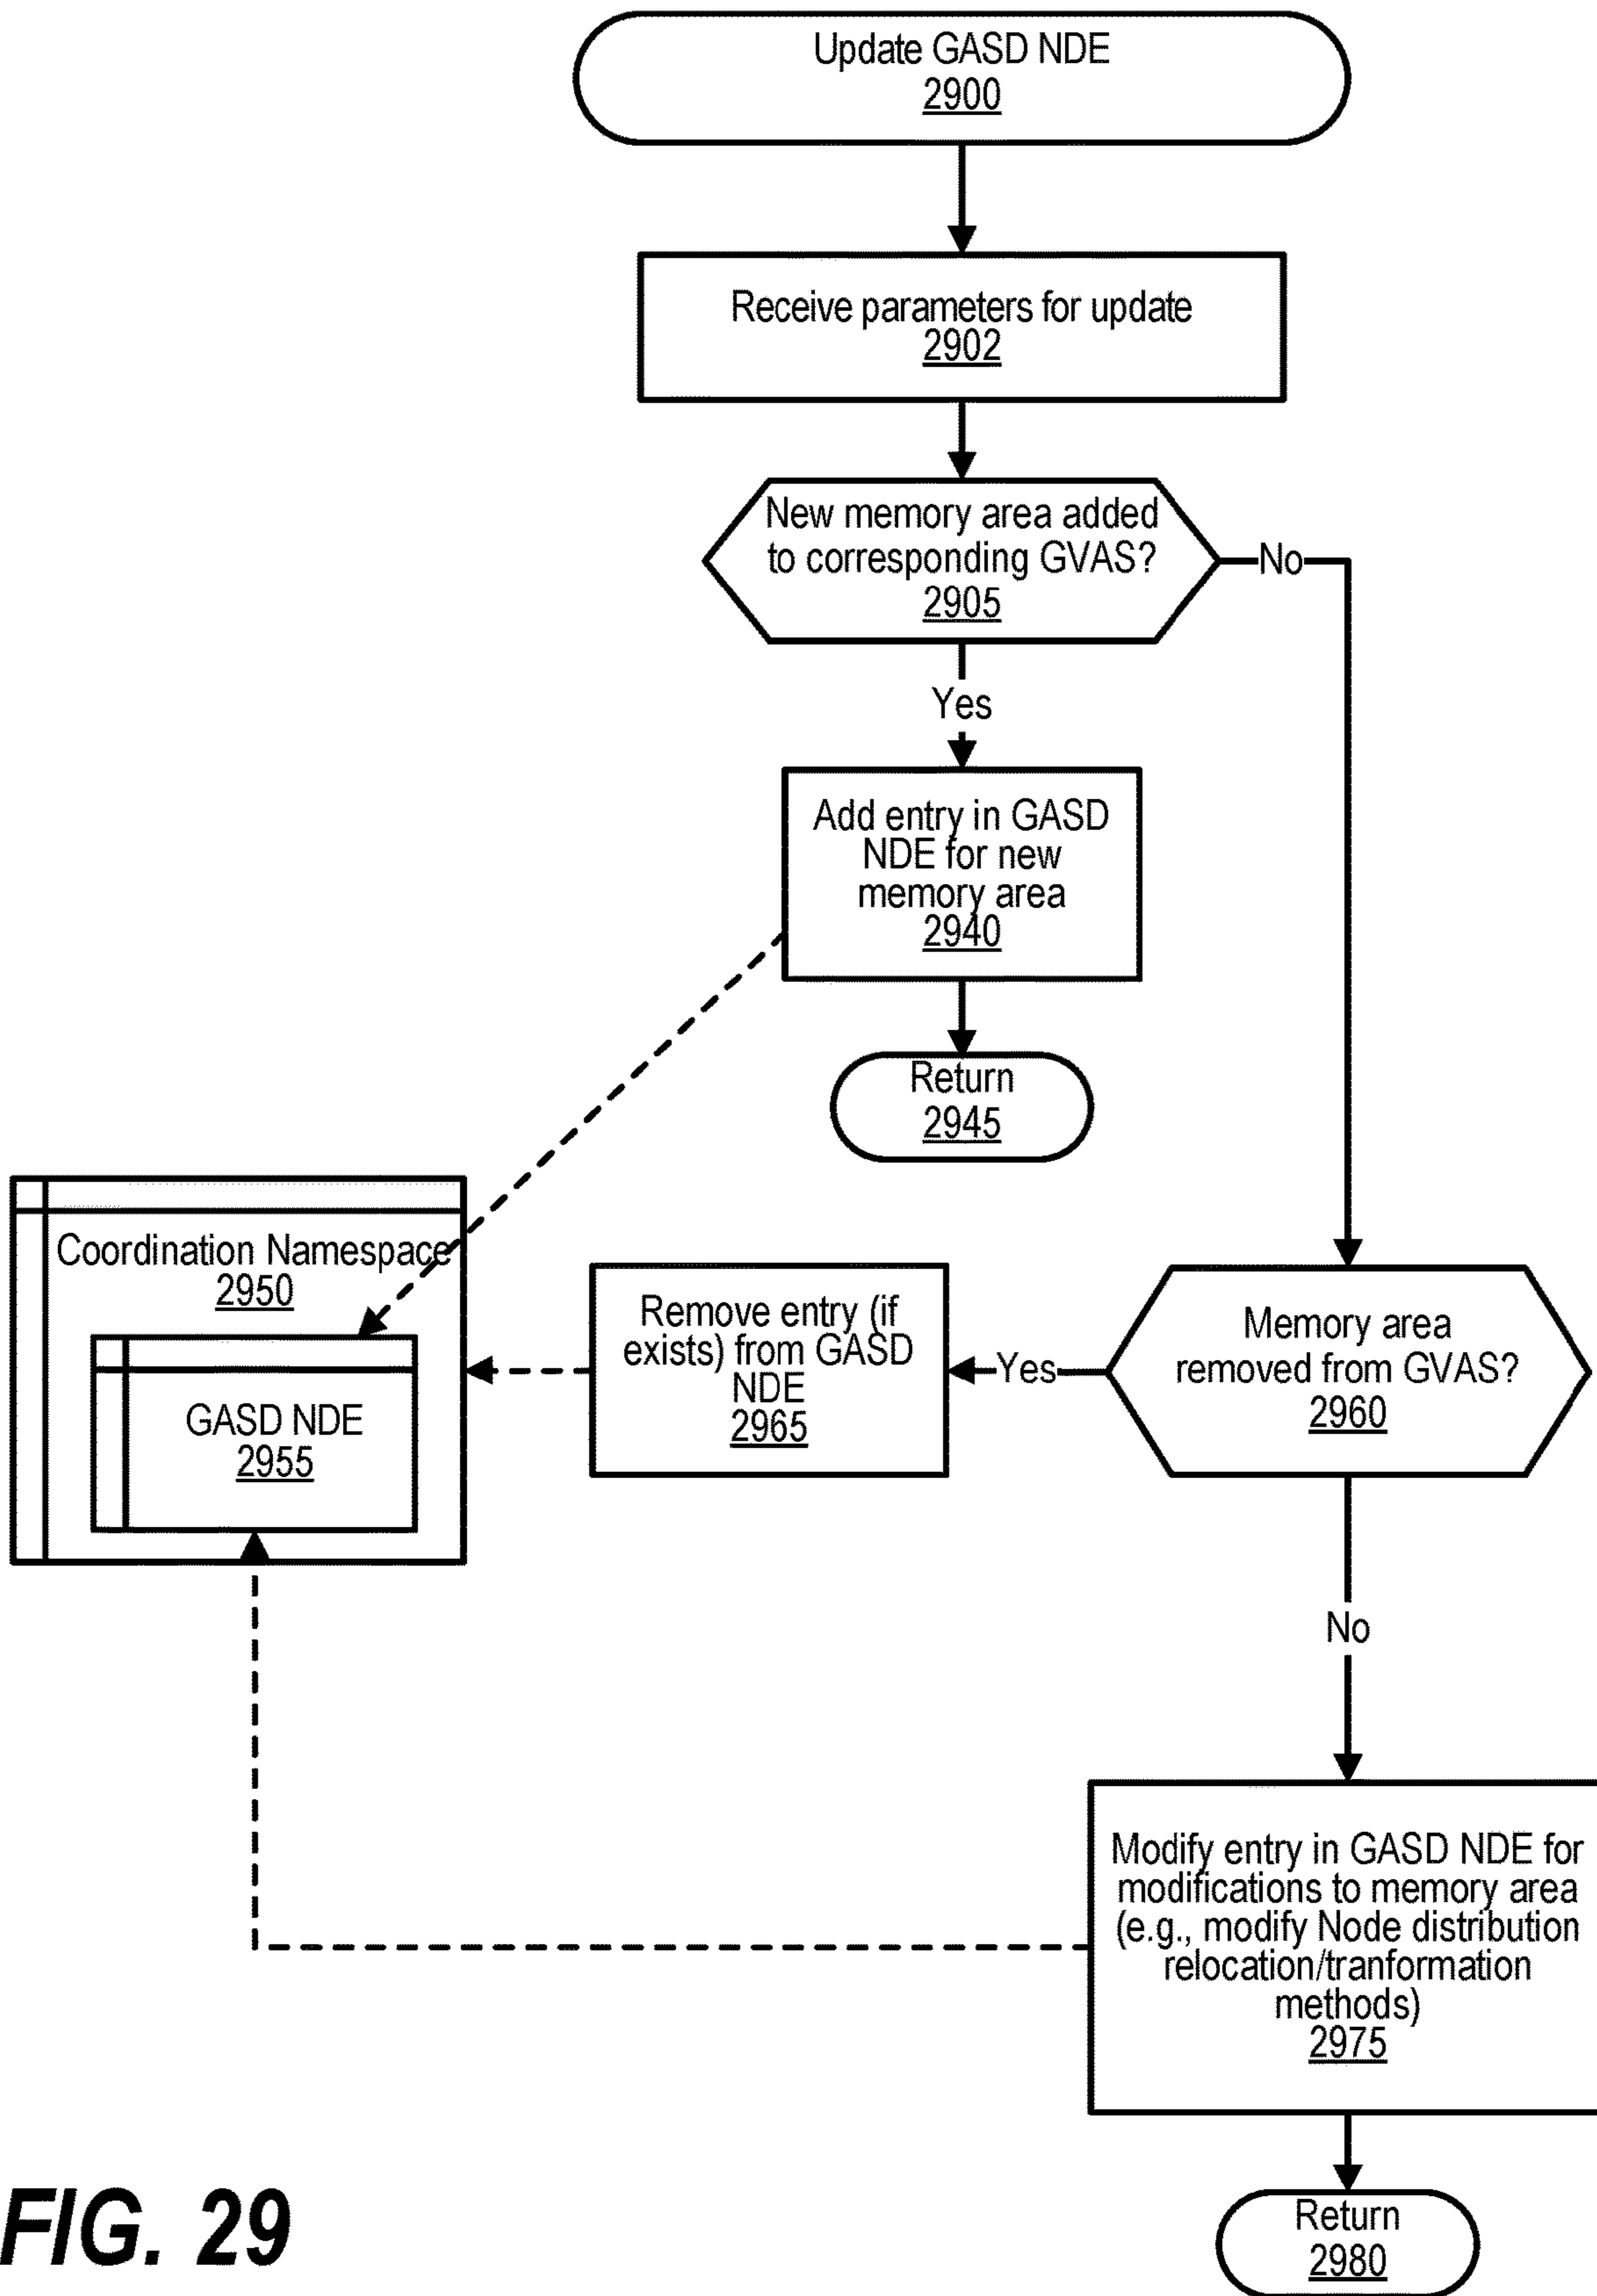 Update GASD NDE
2900
Receive parameters for update
2902
New memory area added
to corresponding GVAS?
2905
No
Yes
Add entry in GASD
NDE for new
memory area
2940
Return
2945
Coordination Namespace
2950
GASD NDE
2955
Remove entry (if
exists) from GASD
NDE
2965
Yes
Memory area
removed from GVAS?
2960
No
Modify entry in GASD NDE for
modifications to memory area
(e.g., modify Node distribution
relocation/tranformation
methods)
2975
Return
2980
FIG. 29